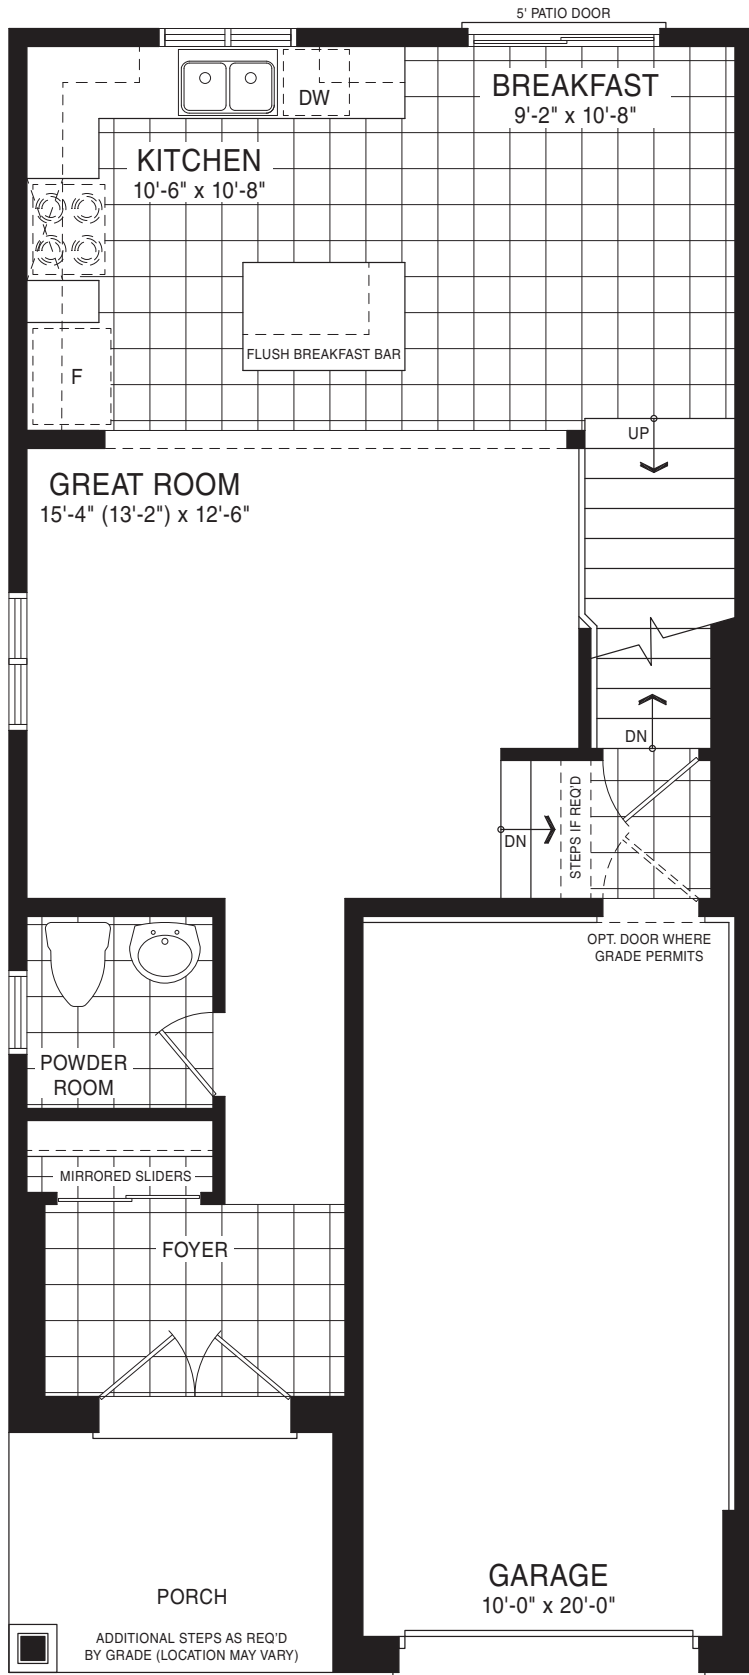 5' PATIO DOOR
BREAKFAST
9'-2" x 10'-8"
DW
KITCHEN
10'-6" x 10'-8"
FLUSH BREAKFAST BAR
F
UP
GREAT ROOM
15'-4" (13'-2") x 12'-6"
DN
DN
STEPS IF REQ'D
OPT. DOOR WHERE
GRADE PERMITS
POWDER
ROOM
MIRRORED SLIDERS
FOYER
GARAGE
10'-0" x 20'-0"
PORCH
ADDITIONAL STEPS AS REQ'D
BY GRADE (LOCATION MAY VARY)